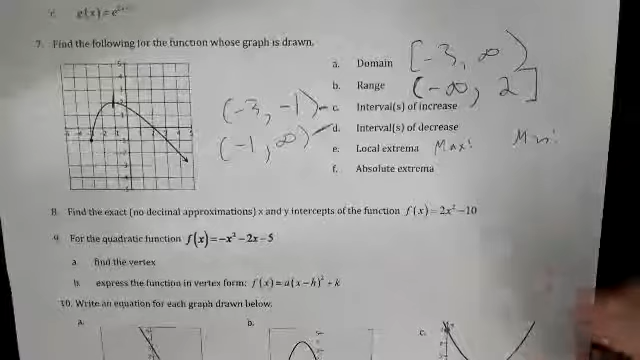 g(x)=e
7. Find the following for the function whose graph is drawn.
a. Domain [-3, ∞)
b. Range (-∞, 2]
(-3, -1) c. Interval(s) of increase
(-1, ∞) d. Interval(s) of decrease
e. Local extrema Max: Min:
f. Absolute extrema
8. Find the exact (no decimal approximations) x and y intercepts of the function f(x)=2x²-10
9. For the quadratic function f(x)=-x²-2x-5
a. find the vertex
b. express the function in vertex form: f(x)=a(x-h)²+k
10. Write an equation for each graph drawn below.